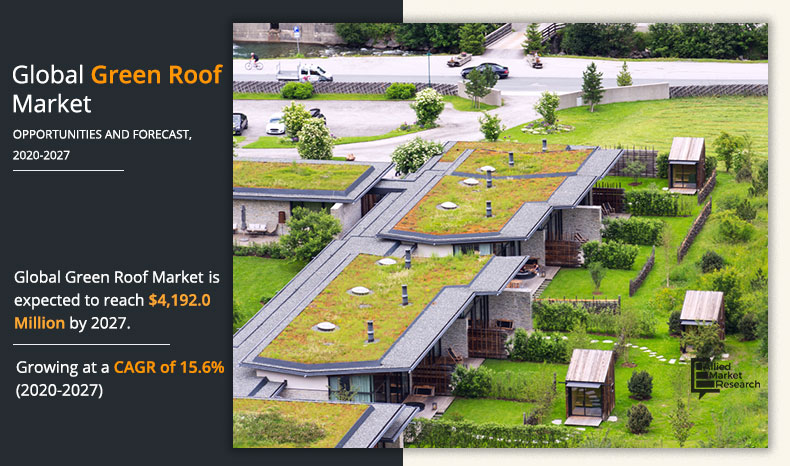 Global Green Roof
Market
OPPORTUNITIES AND FORECAST,
2020-2027
Global Green Roof Market is
expected to reach $4,192.0
Million by 2027.
Growing at a CAGR of 15.6%
(2020-2027)
Allied
Market
Research